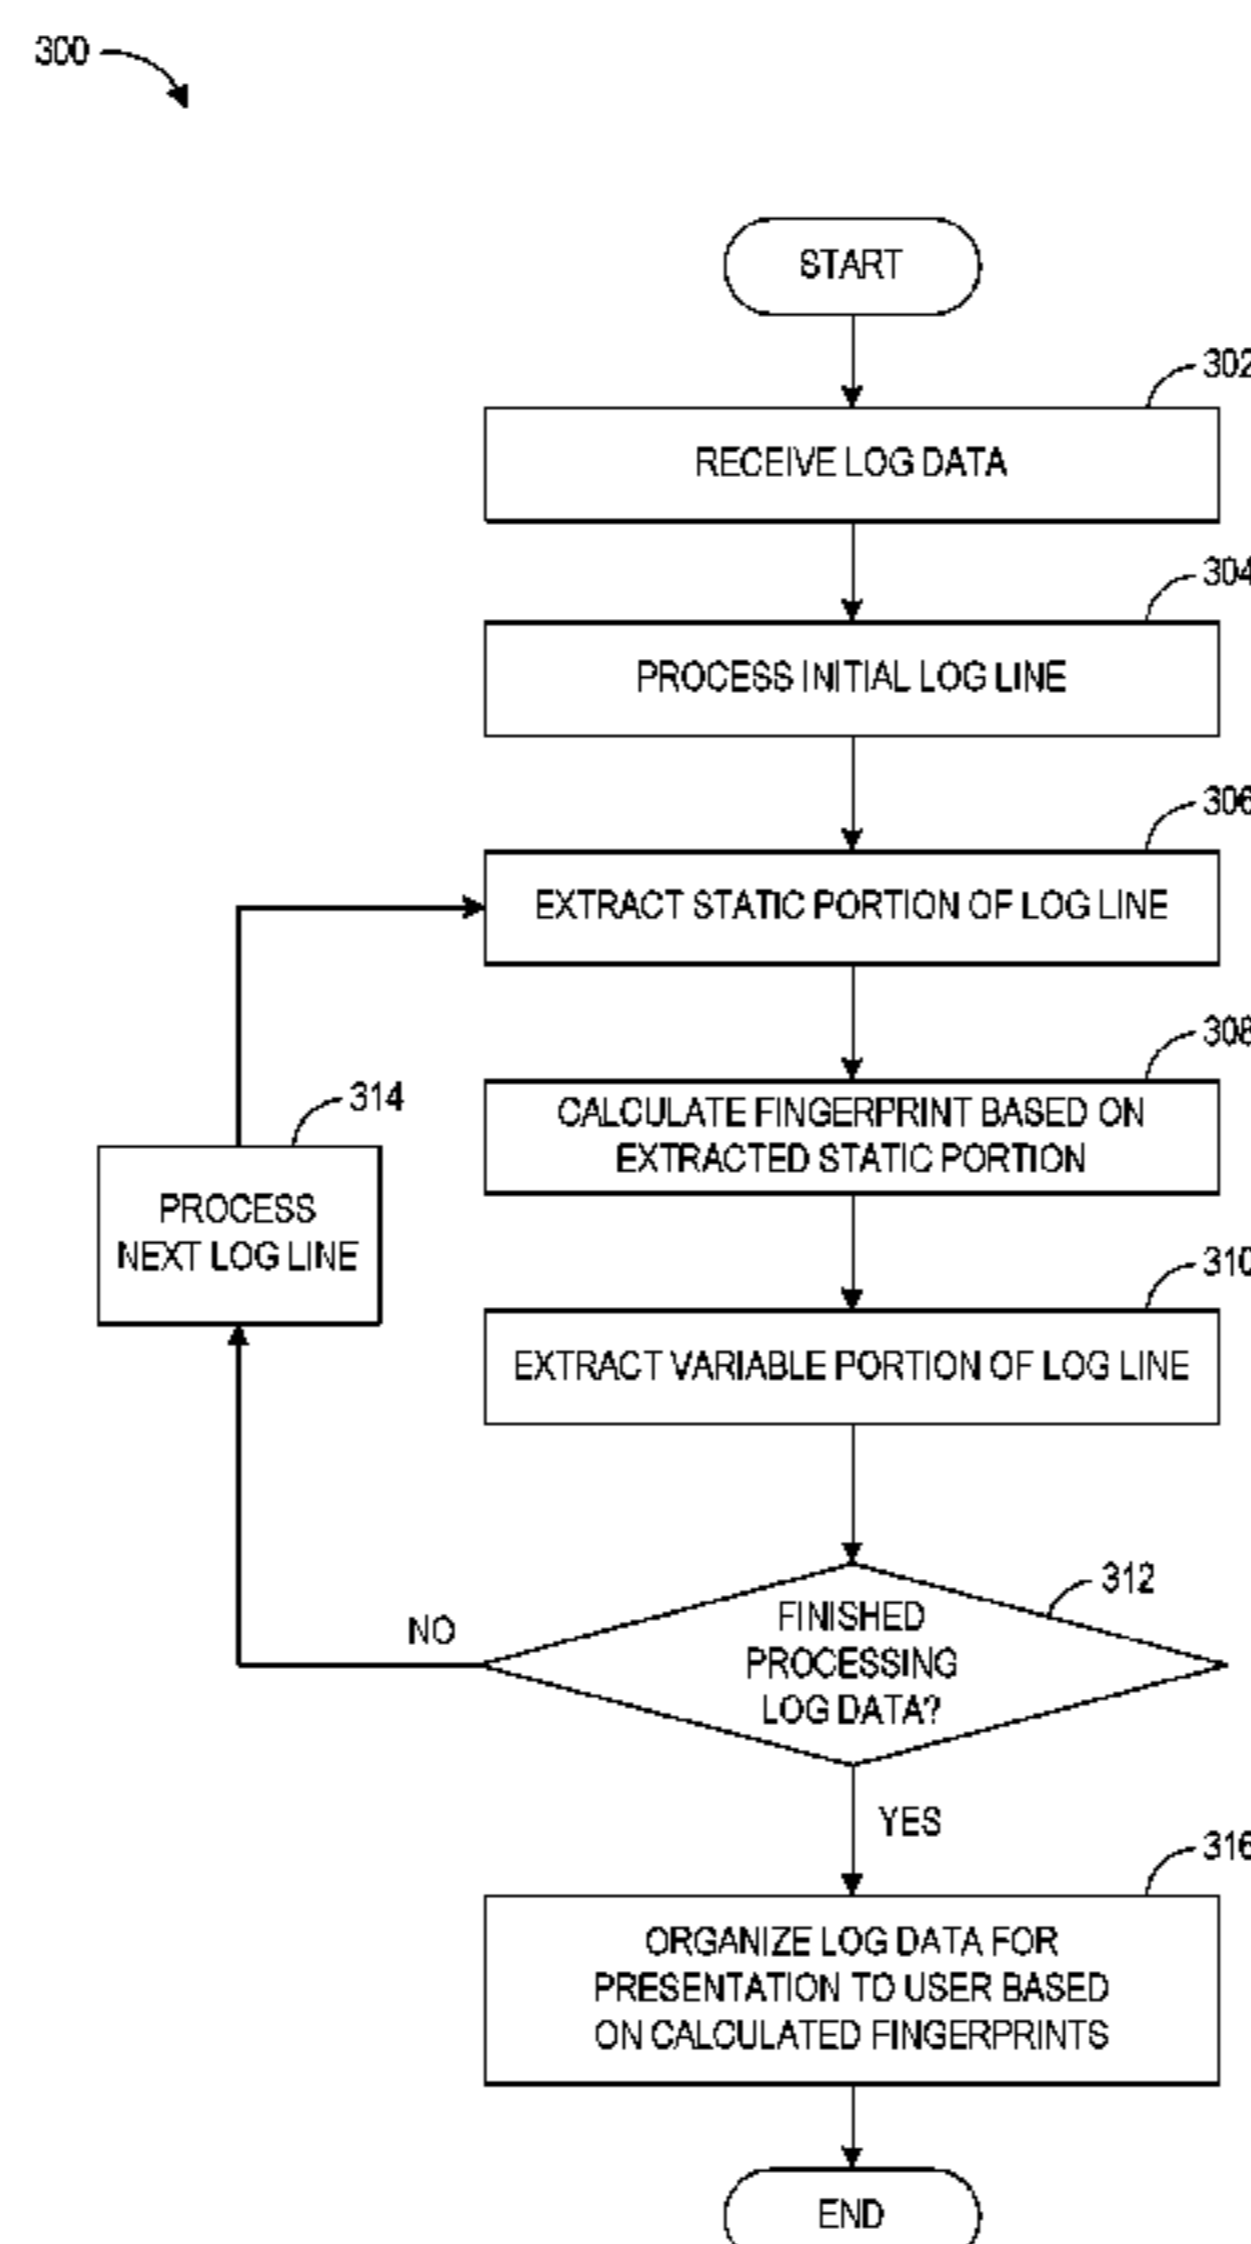 300
START
302
RECEIVE LOG DATA
304
PROCESS INITIAL LOG LINE
306
EXTRACT STATIC PORTION OF LOG LINE
308
CALCULATE FINGERPRINT BASED ON
EXTRACTED STATIC PORTION
314
PROCESS
NEXT LOG LINE
310
EXTRACT VARIABLE PORTION OF LOG LINE
312
FINISHED
PROCESSING
LOG DATA?
NO
YES
316
ORGANIZE LOG DATA FOR
PRESENTATION TO USER BASED
ON CALCULATED FINGERPRINTS
END